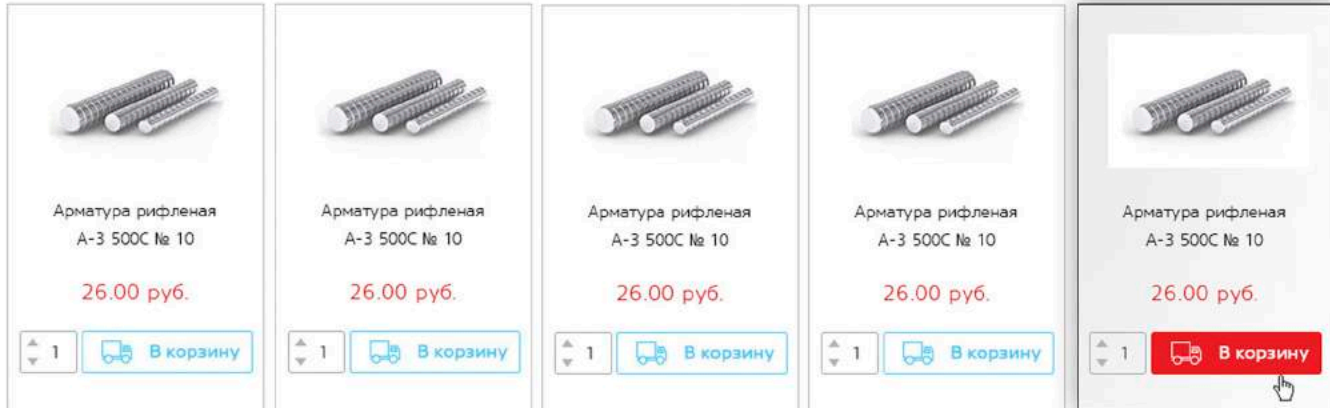 Арматура рифленая
А-3 500С № 10
26.00 руб.
1
В корзину
Арматура рифленая
А-3 500С № 10
26.00 руб.
1
В корзину
Арматура рифленая
А-3 500С № 10
26.00 руб.
1
В корзину
Арматура рифленая
А-3 500С № 10
26.00 руб.
1
В корзину
Арматура рифленая
А-3 500С № 10
26.00 руб.
1
В корзину